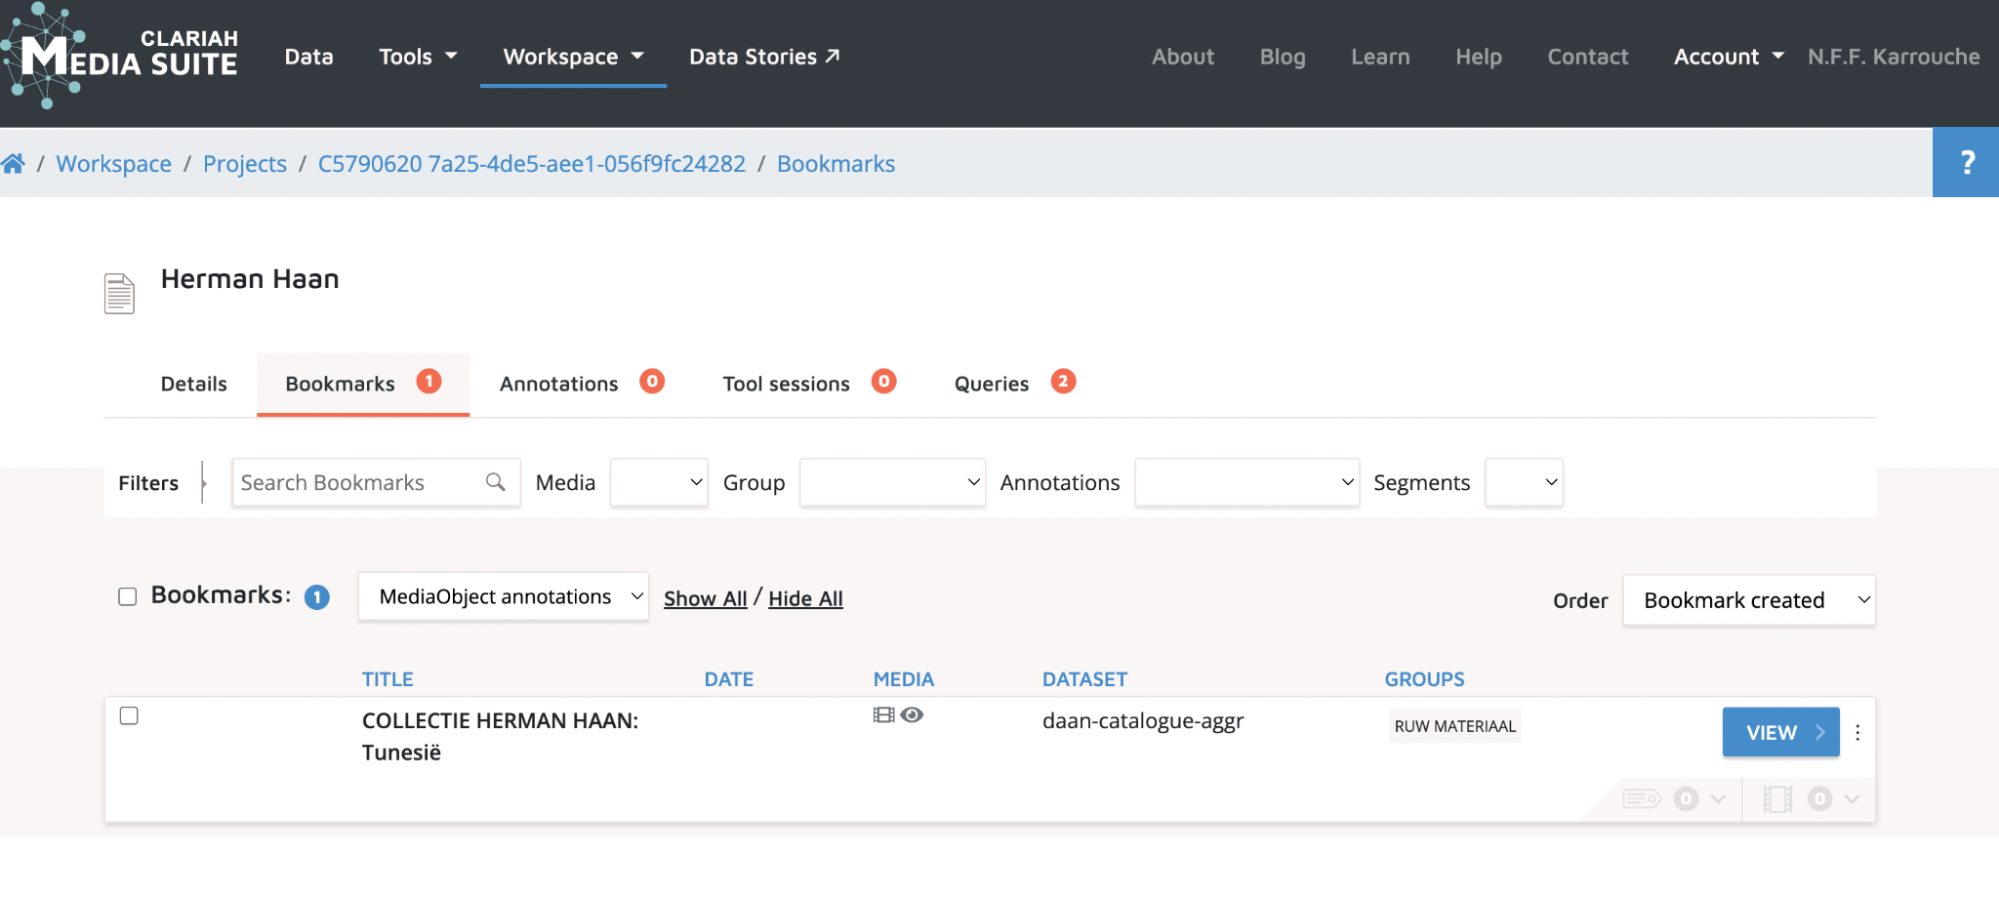 CLARIAH
MEDIA SUITE
Data Tools Workspace Data Stories About Blog Learn Help Contact Account N.F.F. Karrouche
/ Workspace / Projects / C5790620 7a25-4de5-aee1-056f9fc24282 / Bookmarks
?
Herman Haan
Details Bookmarks 1 Annotations 0 Tool sessions 0 Queries 2
Filters Search Bookmarks Media Group Annotations Segments
Bookmarks: 1 MediaObject annotations Show All / Hide All Order Bookmark created
TITLE DATE MEDIA DATASET GROUPS
COLLECTIE HERMAN HAAN: daan-catalogue-aggr RUW MATERIAAL VIEW
Tunesië
0 0